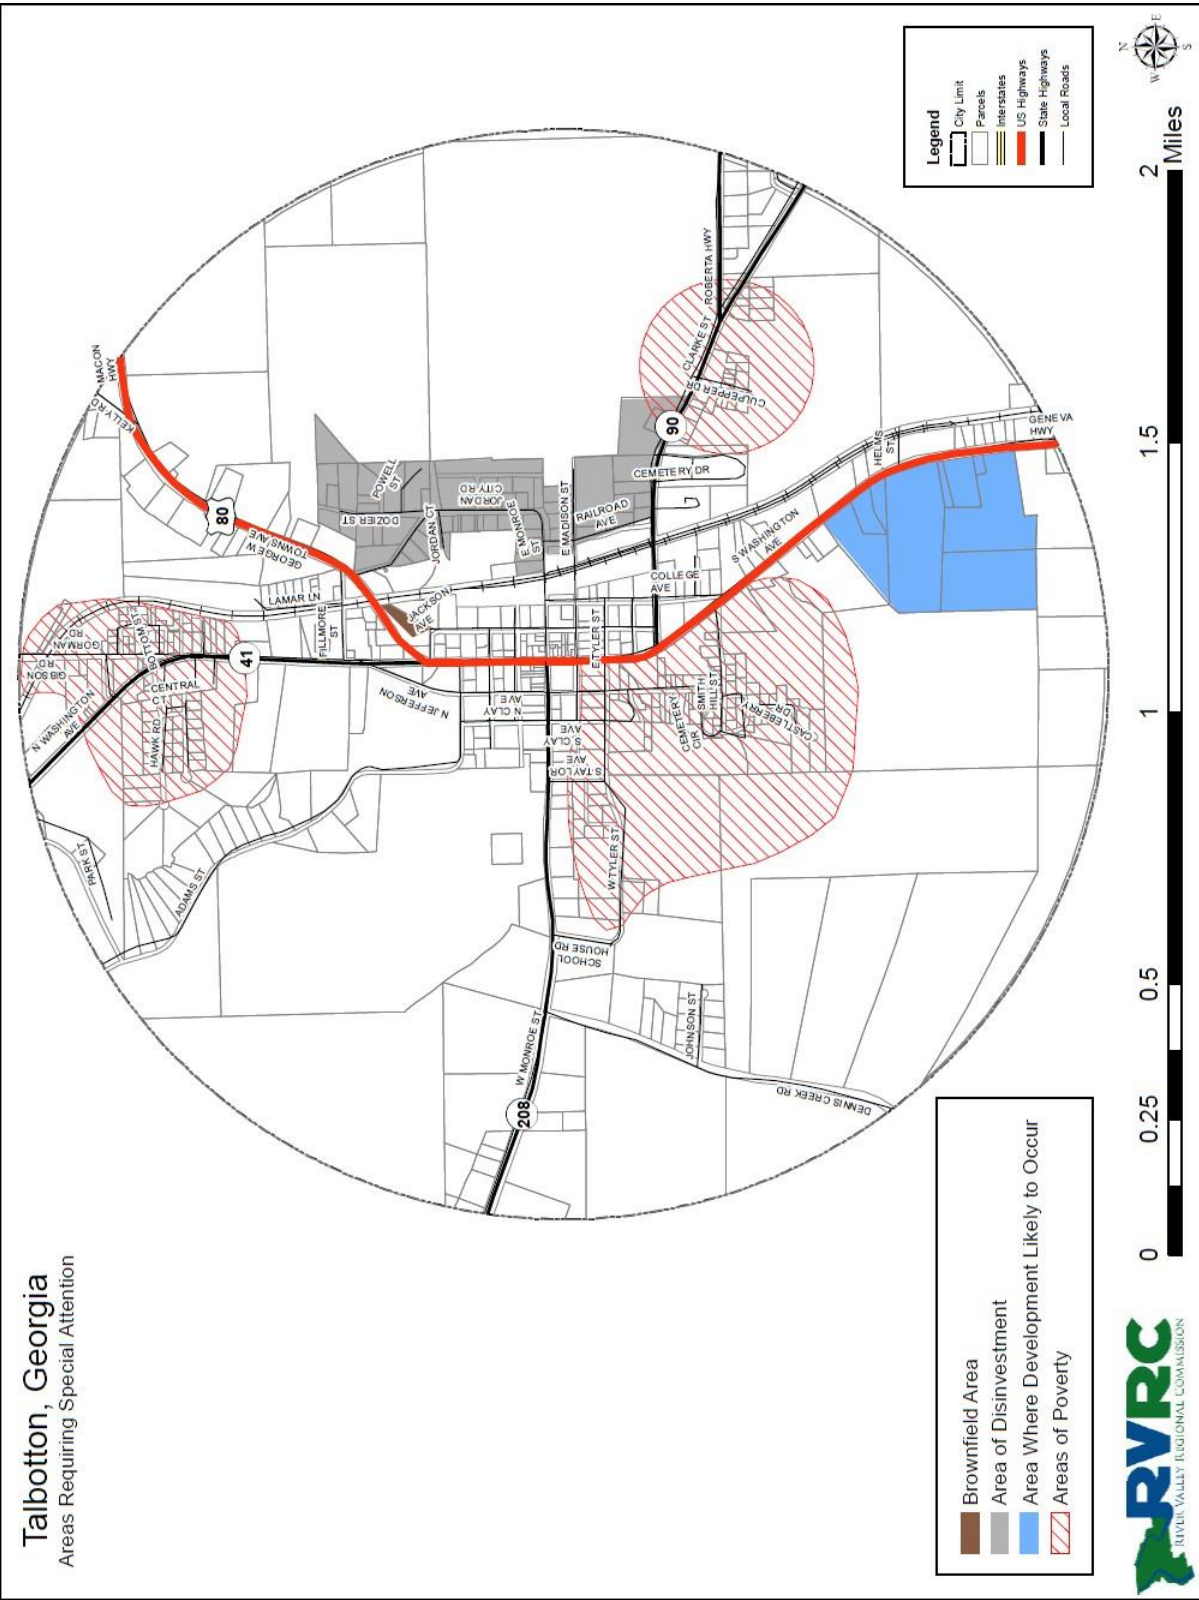 Talbotton, Georgia
Areas Requiring Special Attention
MACON
HWY
KELLY RD
80
GEORGE W
TOWNS AVE
LAMAR LN
FILLMORE
ST
GORMAN
RD
GIBSON
RD
BOTTOM ST
41
CENTRAL
CT
N WASHINGTON
AVE
HAWK RD
PARK ST
ADAMS ST
N JEFFERSON
AVE
N CLAY
AVE
JACKSON
AVE
JORDAN CT
DOZIER ST
POWELL
ST
JORDAN
CITY RD
E MONROE
ST
E MADISON ST
RAILROAD
AVE
90
CLARKE ST
ROBERTA HWY
CULPEPPER DR
CEMETERY DR
COLLEGE
AVE
E TYLER ST
S CLAY
AVE
S TAYLOR
AVE
W TYLER ST
SCHOOL
HOUSE RD
W MONROE ST
208
JOHNSON ST
DENNIS CREEK RD
CEMETERY
CIR
SMITH
HILL ST
CASTLEBERRY
DR
S WASHINGTON
AVE
HELMS
ST
GENEVA
HWY
Legend
City Limit
Parcels
Interstates
US Highways
State Highways
Local Roads
N
E
S
W
Brownfield Area
Area of Disinvestment
Area Where Development Likely to Occur
Areas of Poverty
RVRC
RIVER VALLEY REGIONAL COMMISSION
0 0.25 0.5 1 1.5 2
Miles